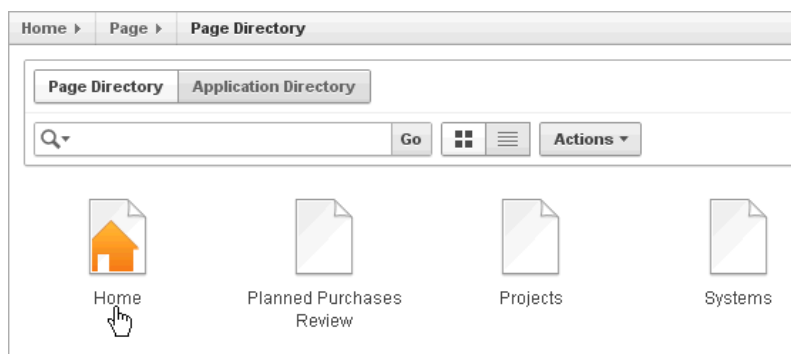 Home Page Page Directory
Page Directory Application Directory
Go Actions
Home Planned Purchases Review Projects Systems